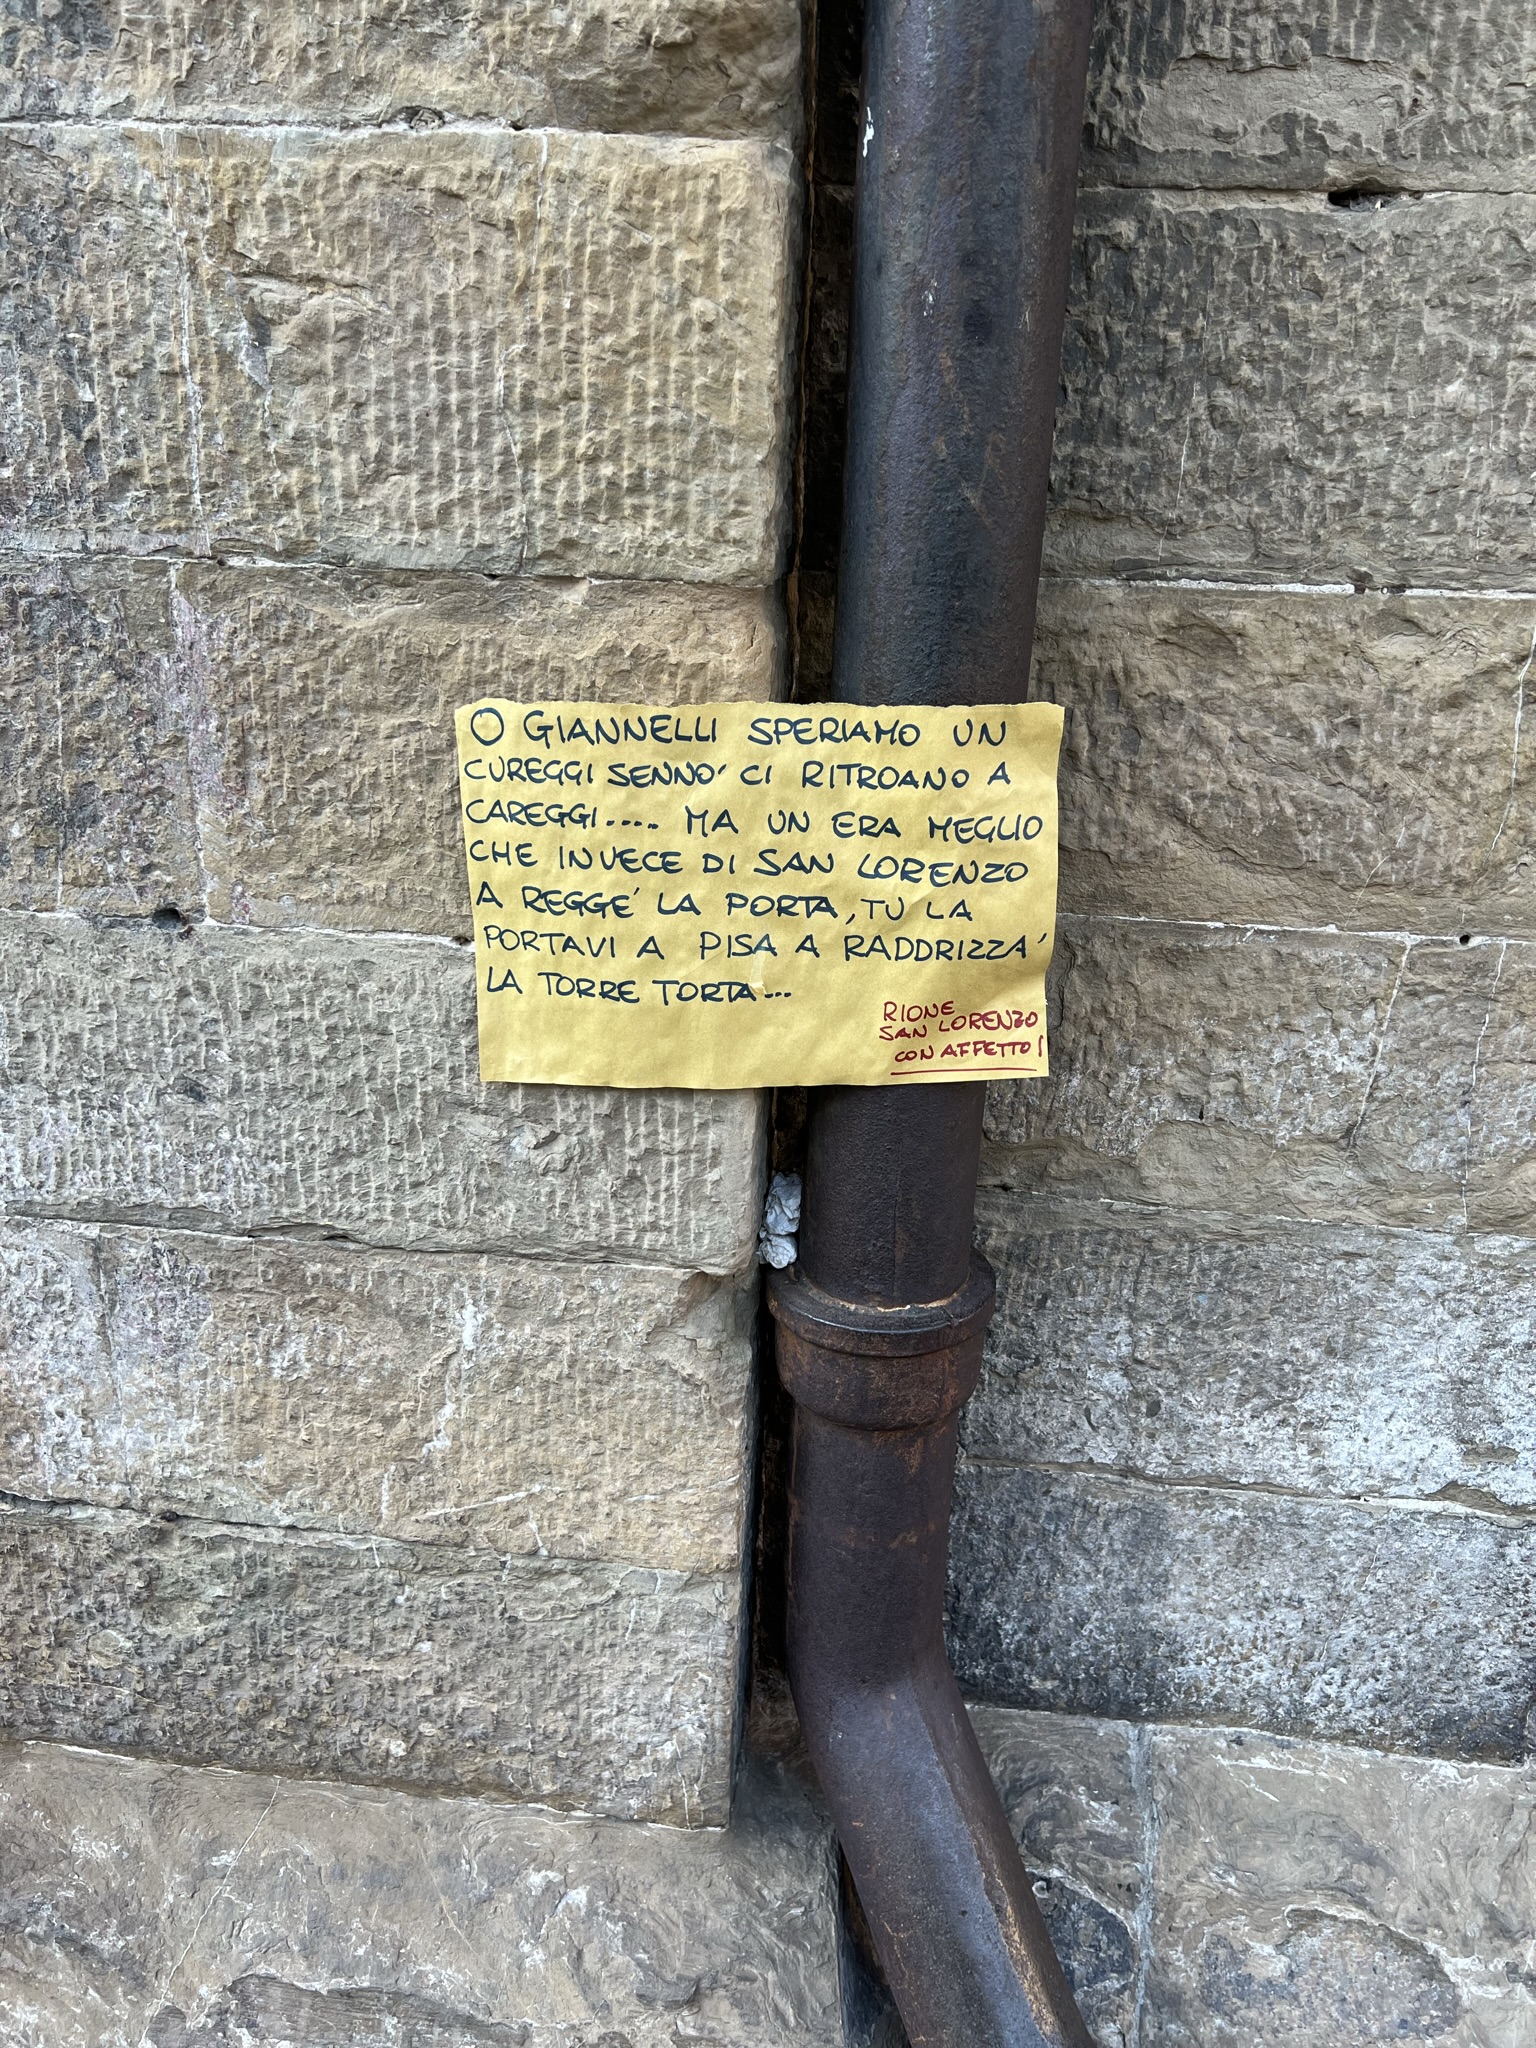 O GIANNELLI SPERIAMO UN
CUREGGI SENNO' CI RITROANO A
CAREGGI..... MA UN ERA MEGLIO
CHE INVECE DI SAN LORENZO
A REGGE' LA PORTA, TU LA
PORTAVI A PISA A RADDRIZZA'
LA TORRE TORTA...
RIONE
SAN LORENZO
CON AFFETTO!